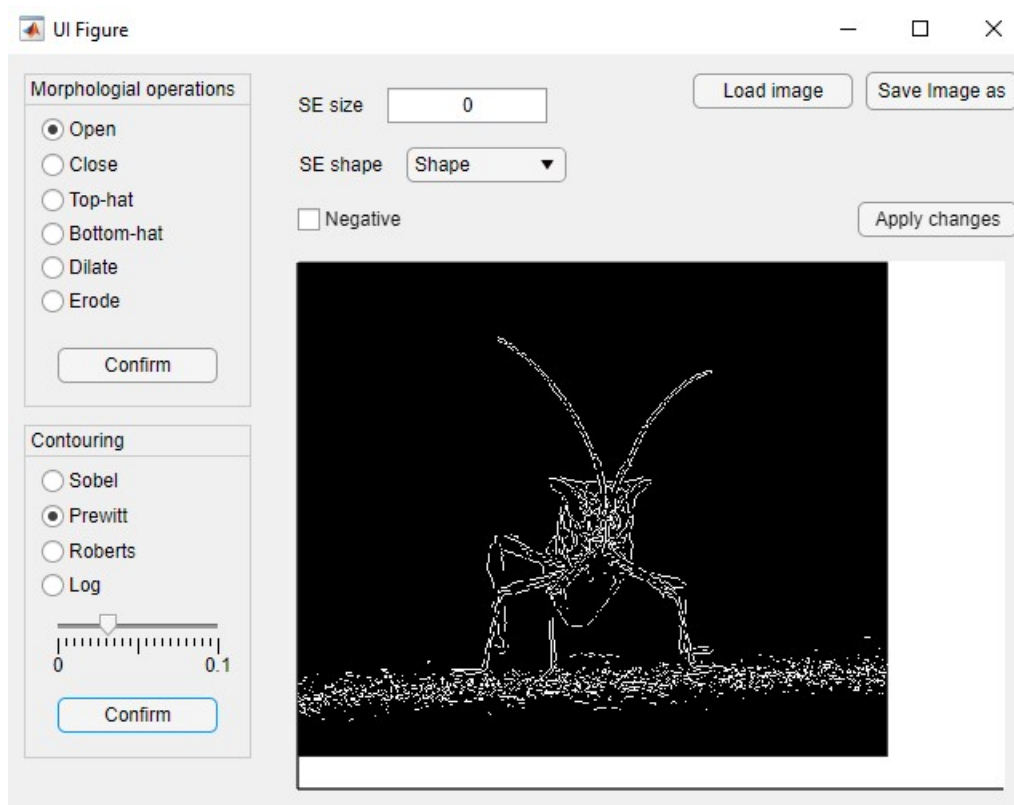 UI Figure
Morphologial operations
Open
Close
Top-hat
Bottom-hat
Dilate
Erode
Confirm
SE size 0
SE shape Shape
Negative
Load image Save Image as
Apply changes
Contouring
Sobel
Prewitt
Roberts
Log
0 0.1
Confirm